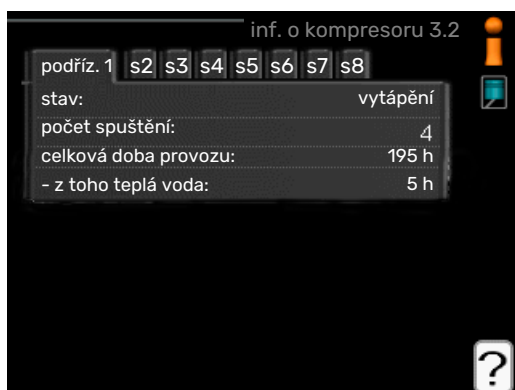 inf. o kompresoru 3.2
podříz. 1 s2 s3 s4 s5 s6 s7 s8
stav: vytápění
počet spuštění: 4
celková doba provozu: 195 h
- z toho teplá voda: 5 h
?